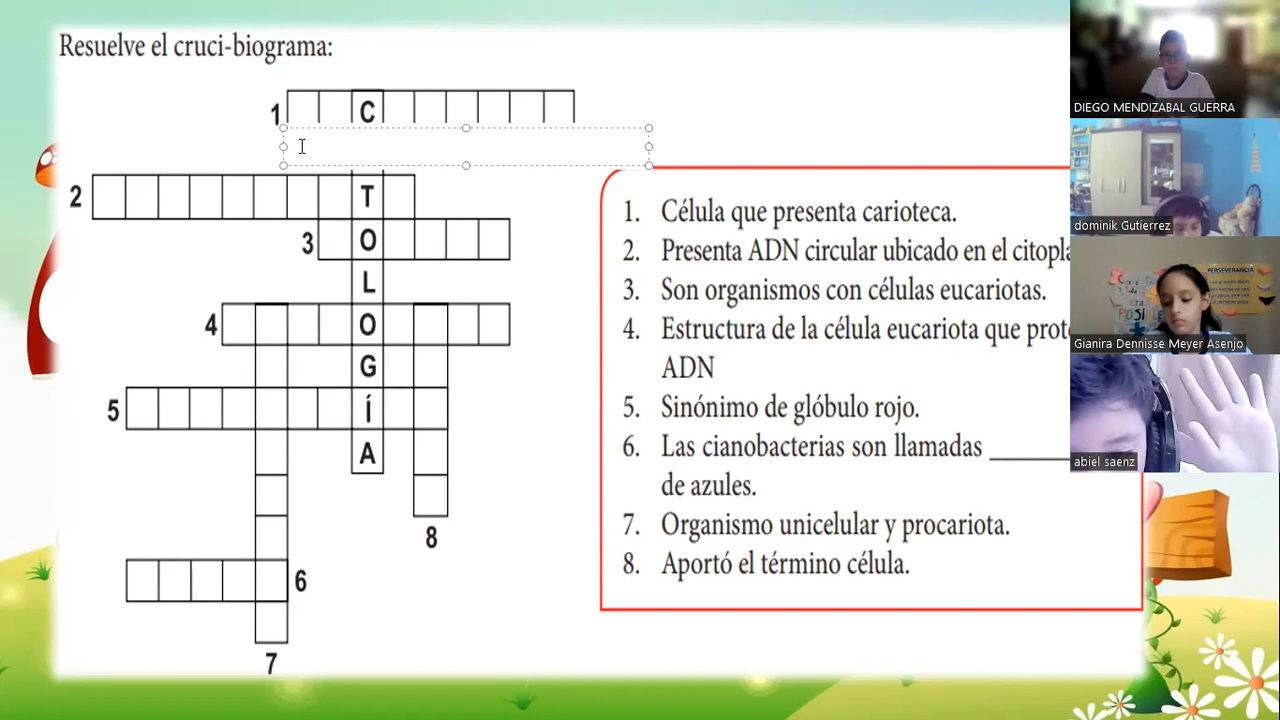 Resuelve el cruci-biograma:
1
C
2
T
3
O
L
4
O
G
5
Í
A
8
6
7
1. Célula que presenta carioteca.
2. Presenta ADN circular ubicado en el citopla
3. Son organismos con células eucariotas.
4. Estructura de la célula eucariota que prote
ADN
5. Sinónimo de glóbulo rojo.
6. Las cianobacterias son llamadas ________
de azules.
7. Organismo unicelular y procariota.
8. Aportó el término célula.
DIEGO MENDIZABAL GUERRA
dominik Gutierrez
PERSEVERANCIA
Gianira Dennisse Meyer Asenjo
abiel saenz